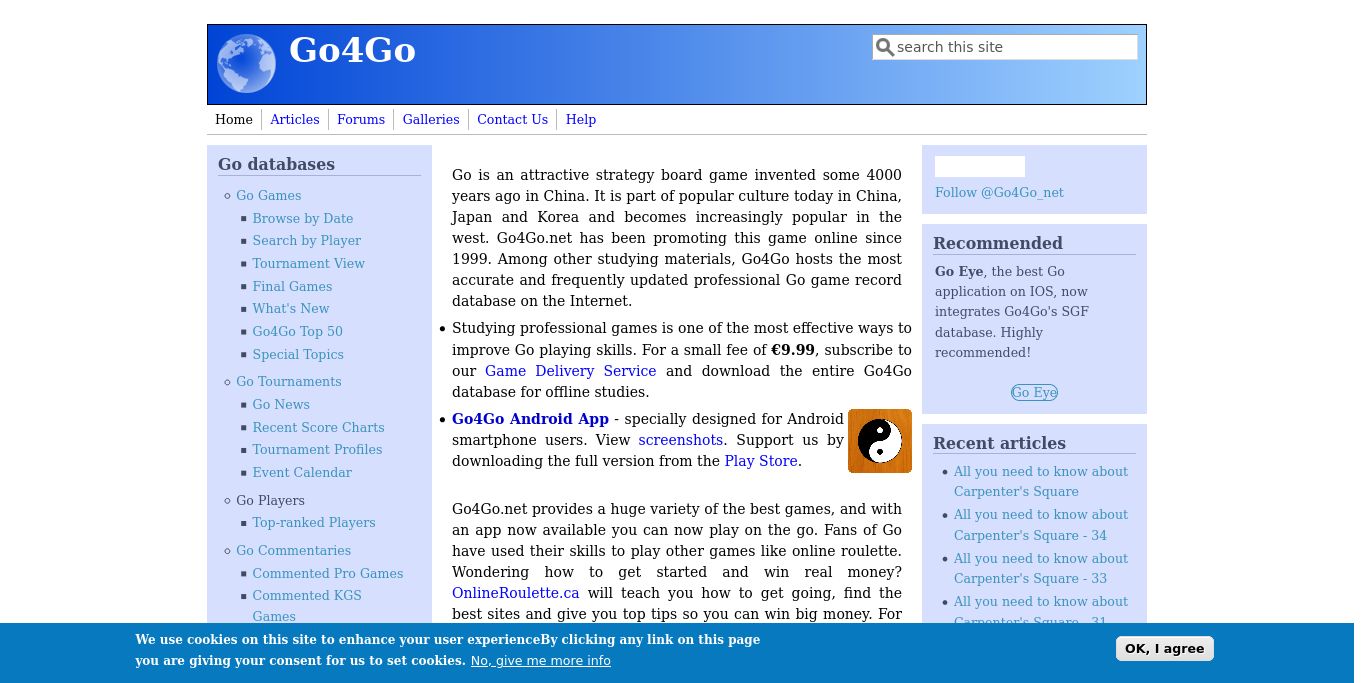 Go4Go
search this site
Home
Articles
Forums
Galleries
Contact Us
Help
Go databases
Go Games
Browse by Date
Search by Player
Tournament View
Final Games
What's New
Go4Go Top 50
Special Topics
Go Tournaments
Go News
Recent Score Charts
Tournament Profiles
Event Calendar
Go Players
Top-ranked Players
Go Commentaries
Commented Pro Games
Commented KGS
Games
Go is an attractive strategy board game invented some 4000
years ago in China. It is part of popular culture today in China,
Japan and Korea and becomes increasingly popular in the
west. Go4Go.net has been promoting this game online since
1999. Among other studying materials, Go4Go hosts the most
accurate and frequently updated professional Go game record
database on the Internet.
Studying professional games is one of the most effective ways to
improve Go playing skills. For a small fee of €9.99, subscribe to
our Game Delivery Service and download the entire Go4Go
database for offline studies.
Go4Go Android App - specially designed for Android
smartphone users. View screenshots. Support us by
downloading the full version from the Play Store.
Go4Go.net provides a huge variety of the best games, and with
an app now available you can now play on the go. Fans of Go
have used their skills to play other games like online roulette.
Wondering how to get started and win real money?
OnlineRoulette.ca will teach you how to get going, find the
best sites and give you top tips so you can win big money. For
Follow @Go4Go_net
Recommended
Go Eye, the best Go
application on IOS, now
integrates Go4Go's SGF
database. Highly
recommended!
Go Eye
Recent articles
All you need to know about
Carpenter's Square
All you need to know about
Carpenter's Square - 34
All you need to know about
Carpenter's Square - 33
All you need to know about
Carpenter's Square - 31
We use cookies on this site to enhance your user experienceBy clicking any link on this page
you are giving your consent for us to set cookies. No, give me more info
OK, I agree